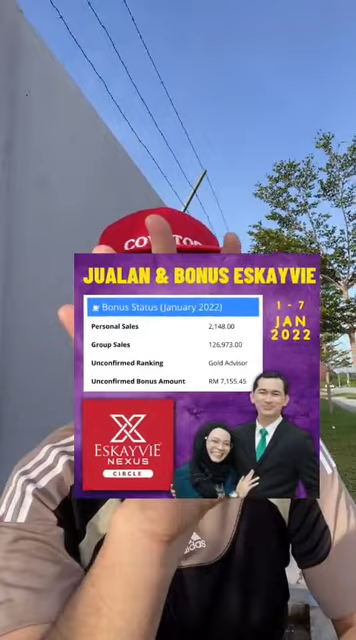 JUALAN & BONUS ESKAYVIE
Bonus Status (January 2022)
Personal Sales 2,148.00
Group Sales 126,973.00
Unconfirmed Ranking Gold Advisor
Unconfirmed Bonus Amount RM 7,155.45
1 - 7
JAN
2022
ESKAYVIE
NEXUS
CIRCLE
adidas